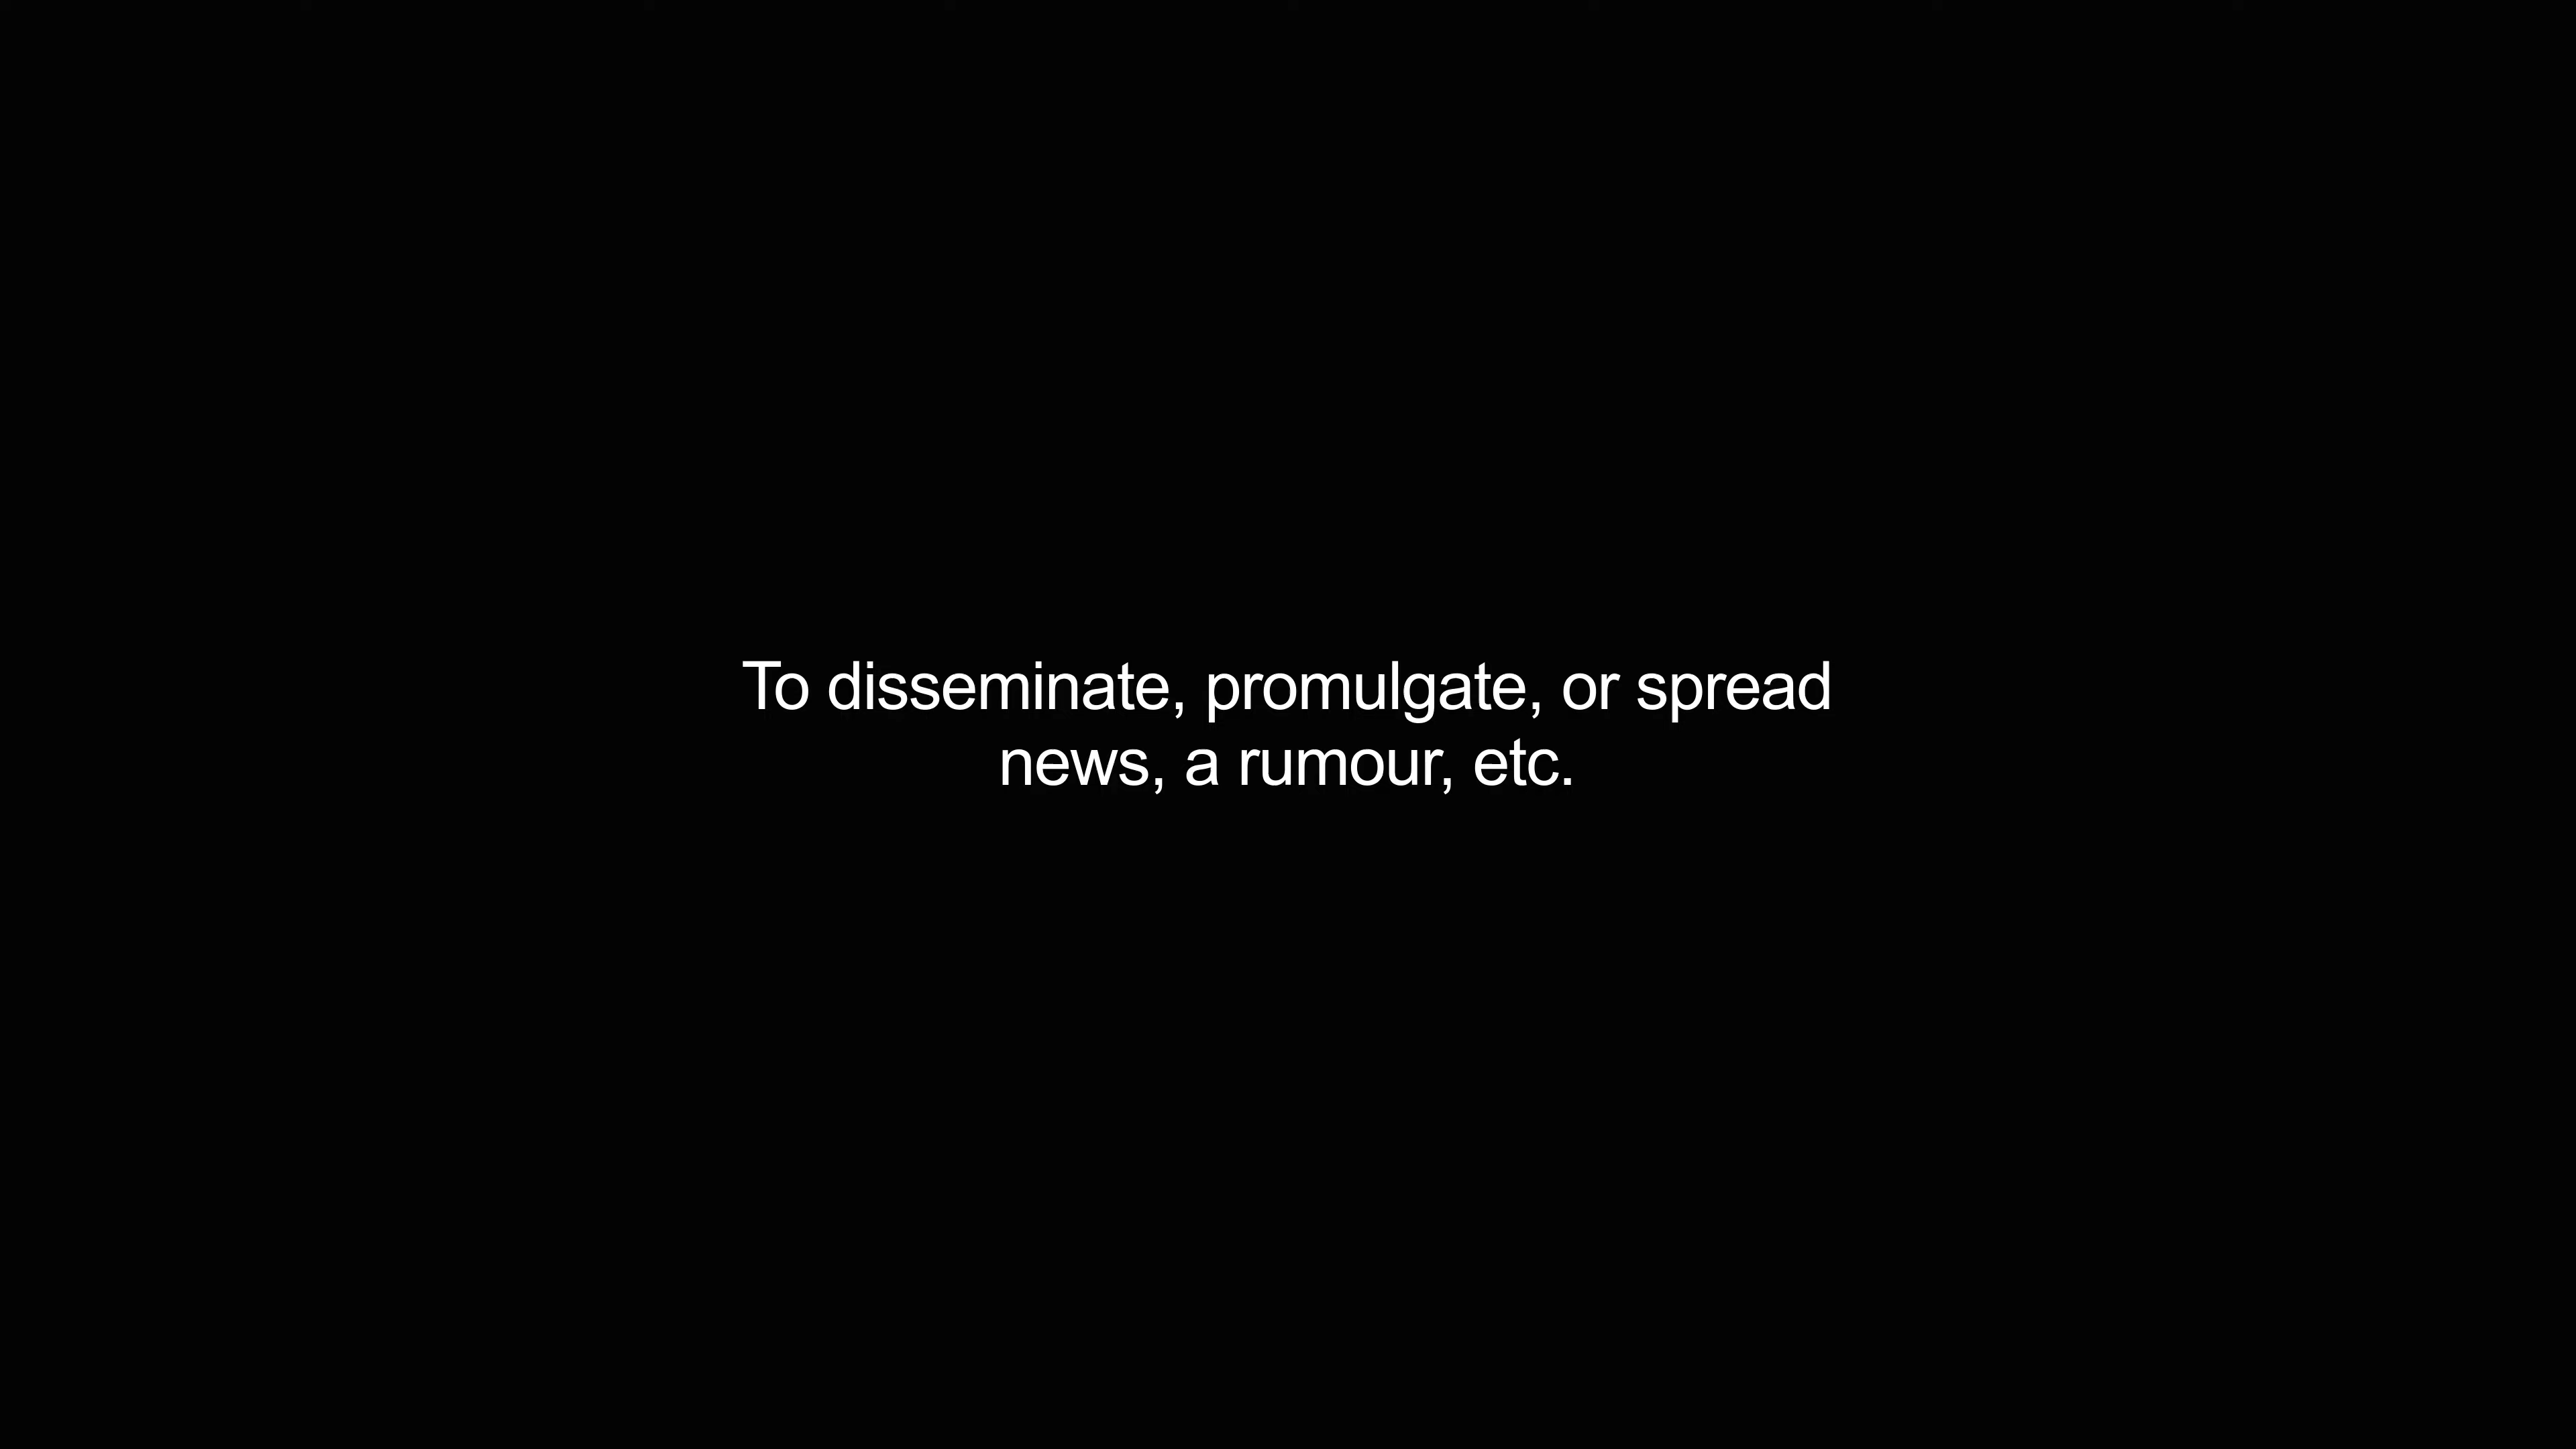 To disseminate, promulgate, or spread
news, a rumour, etc.